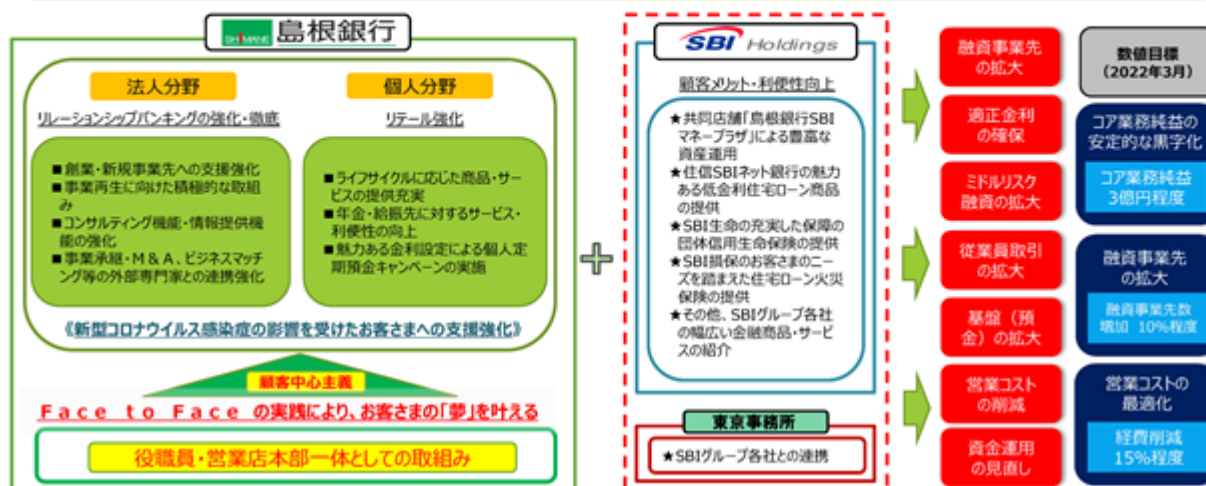 SHIMANE 島根銀行
法人分野
リレーションシップバンキングの強化・徹底
■創業・新規事業先への支援強化
■事業再生に向けた積極的な取組
み
■コンサルティング機能・情報提供機
能の強化
■事業承継・M&A、ビジネスマッチ
ング等の外部専門家との連携強化
個人分野
リテール強化
■ライフサイクルに応じた商品・サー
ビスの提供充実
■年金・給振先に対するサービス・
利便性の向上
■魅力ある金利設定による個人定
期預金キャンペーンの実施
《新型コロナウイルス感染症の影響を受けたお客さまへの支援強化》
顧客中心主義
Face to Face の実践により、お客さまの「夢」を叶える
役職員・営業店本部一体としての取組み
+
SBI Holdings
顧客メリット・利便性向上
★共同店舗「島根銀行SBI
マネープラザ」による豊富な
資産運用
★住信SBIネット銀行の魅力
ある低金利住宅ローン商品
の提供
★SBI生命の充実した保障の
団体信用生命保険の提供
★SBI損保のお客さまのニー
ズを踏まえた住宅ローン火災
保険の提供
★その他、SBIグループ各社
の幅広い金融商品・サービ
スの紹介
東京事務所
★SBIグループ各社との連携
融資事業先
の拡大
適正金利
の確保
ミドルリスク
融資の拡大
従業員取引
の拡大
基盤（預
金）の拡大
営業コスト
の削減
資金運用
の見直し
数値目標
（2022年3月）
コア業務純益の
安定的な黒字化
コア業務純益
3億円程度
融資事業先
の拡大
融資事業先数
増加 10%程度
営業コストの
最適化
経費削減
15%程度